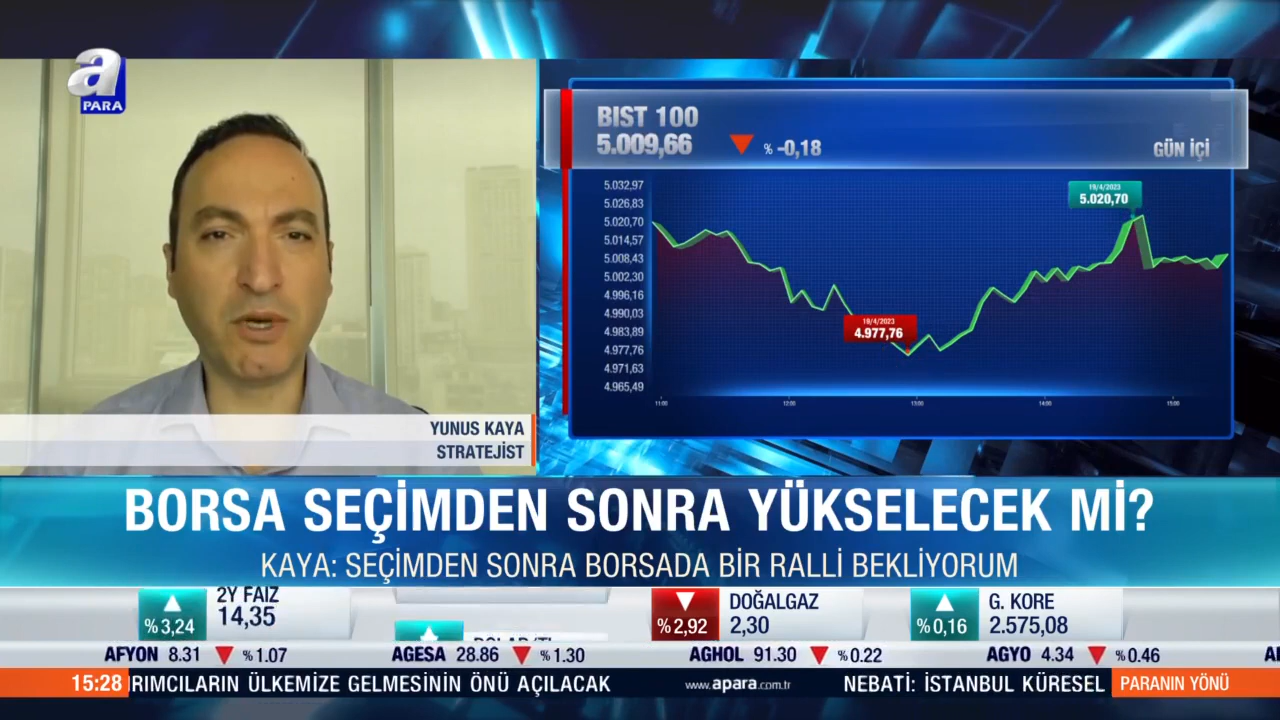 a
PARA
BIST 100
5.009,66
% -0,18
GÜN İÇİ
5.032,97
5.026,83
5.020,70
5.014,57
5.008,43
5.002,30
4.996,16
4.990,03
4.983,89
4.977,76
4.971,63
4.965,49
19/4/2023
5.020,70
19/4/2023
4.977,76
11:00 12:00 13:00 14:00 15:00
YUNUS KAYA
STRATEJİST
BORSA SEÇİMDEN SONRA YÜKSELECEK Mİ?
KAYA: SEÇİMDEN SONRA BORSADA BİR RALLİ BEKLİYORUM
% 3,24 2Y FAİZ 14,35
% 2,92 DOĞALGAZ 2,30
% 0,16 G. KORE 2.575,08
AFYON 8.31 % 1.07 AGESA 28.86 % 1.30 AGHOL 91.30 % 0.22 AGYO 4.34 % 0.46
15:28 IRIMCILARIN ÜLKEMİZE GELMESİNİN ÖNÜ AÇILACAK www.apara.com.tr NEBATİ: İSTANBUL KÜRESEL PARANIN YÖNÜ